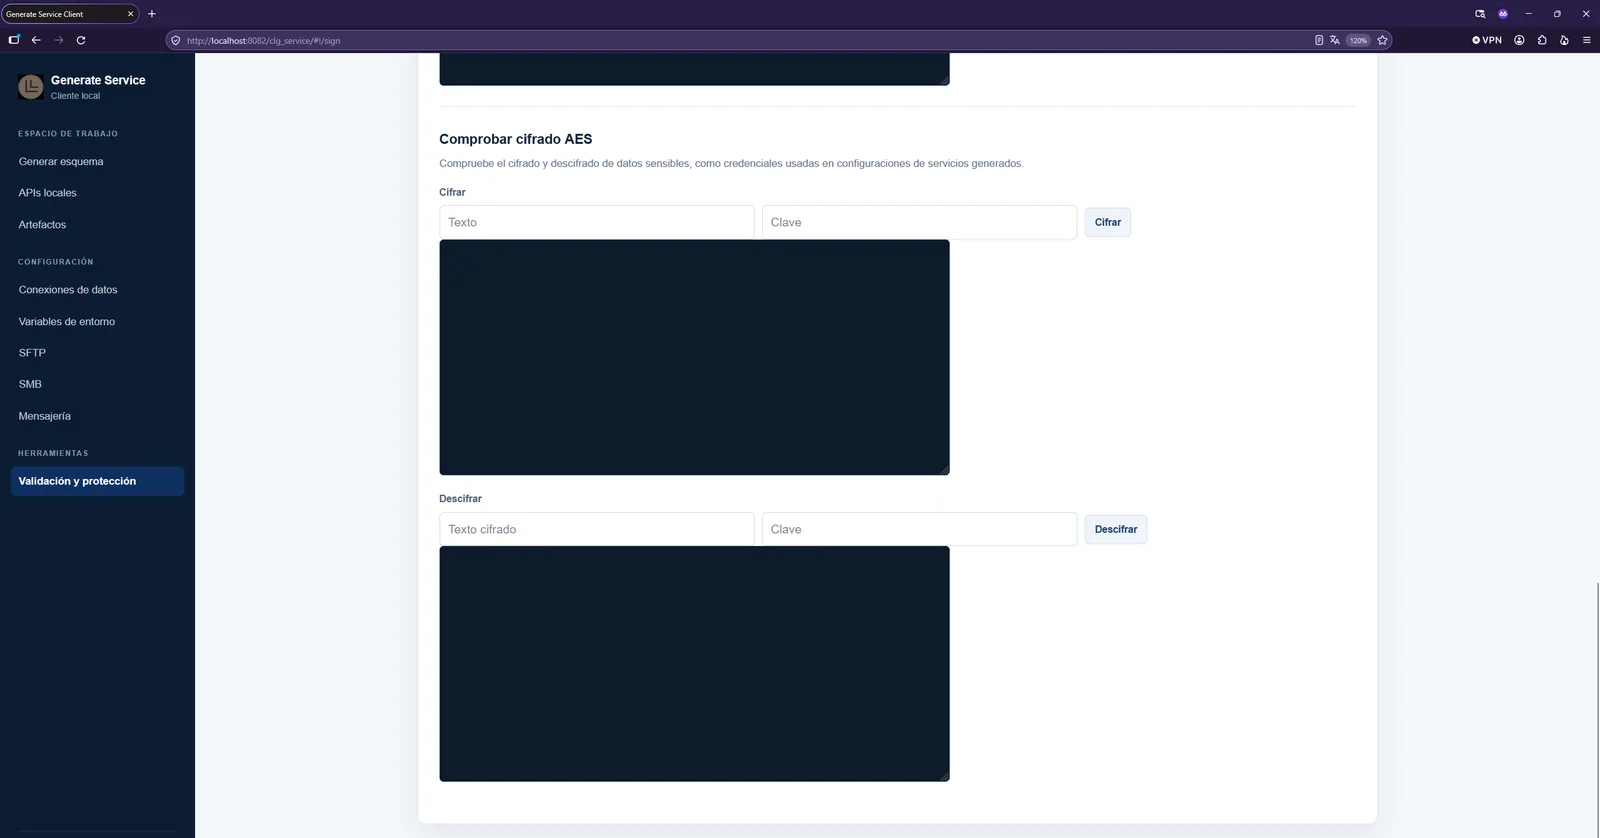 Generate Service Client
http://localhost:8082/clg_service/#!/sign
120%
VPN
Generate Service
Cliente local
ESPACIO DE TRABAJO
Generar esquema
APIs locales
Artefactos
CONFIGURACIÓN
Conexiones de datos
Variables de entorno
SFTP
SMB
Mensajería
HERRAMIENTAS
Validación y protección
Comprobar cifrado AES
Compruebe el cifrado y descifrado de datos sensibles, como credenciales usadas en configuraciones de servicios generados.
Cifrar
Texto
Clave
Cifrar
Descifrar
Texto cifrado
Clave
Descifrar